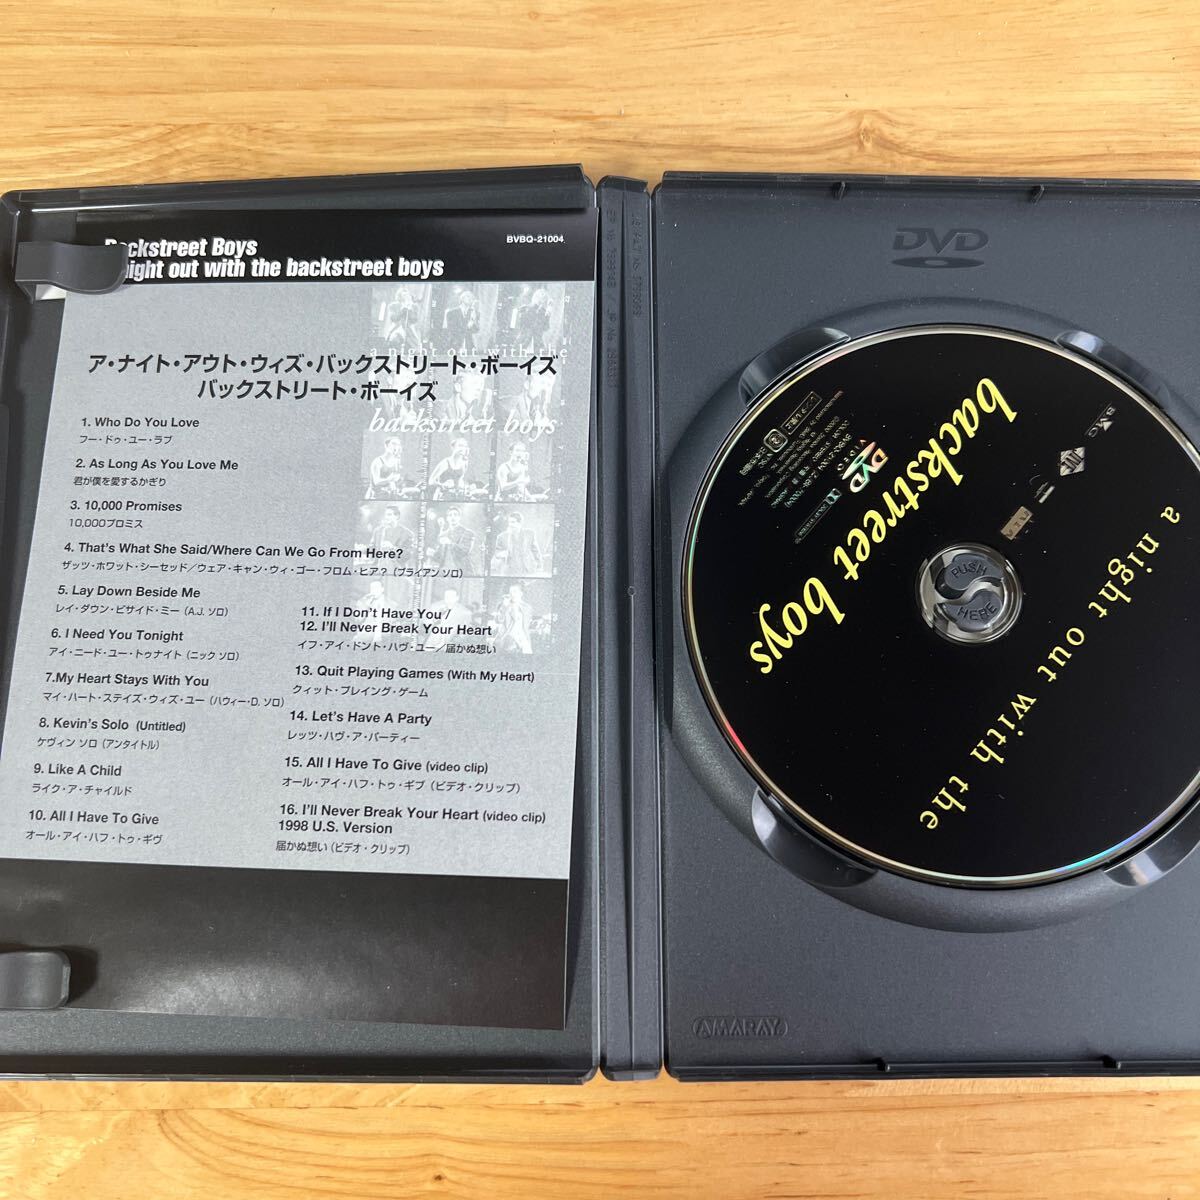 Backstreet Boys
night out with the backstreet boys
BVBQ-21004
a night out with the
backstreet boys
ア・ナイト・アウト・ウィズ・バックストリート・ボーイズ
バックストリート・ボーイズ
1. Who Do You Love
フー・ドゥ・ユー・ラブ
2. As Long As You Love Me
君が僕を愛するかぎり
3. 10,000 Promises
10,000プロミス
4. That's What She Said/Where Can We Go From Here?
ザッツ・ホワット・シーセッド／ウェア・キャン・ウィ・ゴー・フロム・ヒア？（ブライアン ソロ）
5. Lay Down Beside Me
レイ・ダウン・ビサイド・ミー（A.J. ソロ）
6. I Need You Tonight
アイ・ニード・ユー・トゥナイト（ニック ソロ）
7.My Heart Stays With You
マイ・ハート・ステイズ・ウィズ・ユー（ハウィー・D. ソロ）
8. Kevin's Solo (Untitled)
ケヴィン ソロ（アンタイトル）
9. Like A Child
ライク・ア・チャイルド
10. All I Have To Give
オール・アイ・ハフ・トゥ・ギヴ
11. If I Don't Have You /
12. I'll Never Break Your Heart
イフ・アイ・ドント・ハヴ・ユー／届かぬ想い
13. Quit Playing Games (With My Heart)
クィット・プレイング・ゲーム
14. Let's Have A Party
レッツ・ハヴ・ア・パーティー
15. All I Have To Give (video clip)
オール・アイ・ハフ・トゥ・ギブ（ビデオ・クリップ）
16. I'll Never Break Your Heart (video clip)
1998 U.S. Version
届かぬ想い（ビデオ・クリップ）
DVD
backstreet boys
a night out with the
BMG
DVD
VIDEO
PUSH
HERE
AMARAY